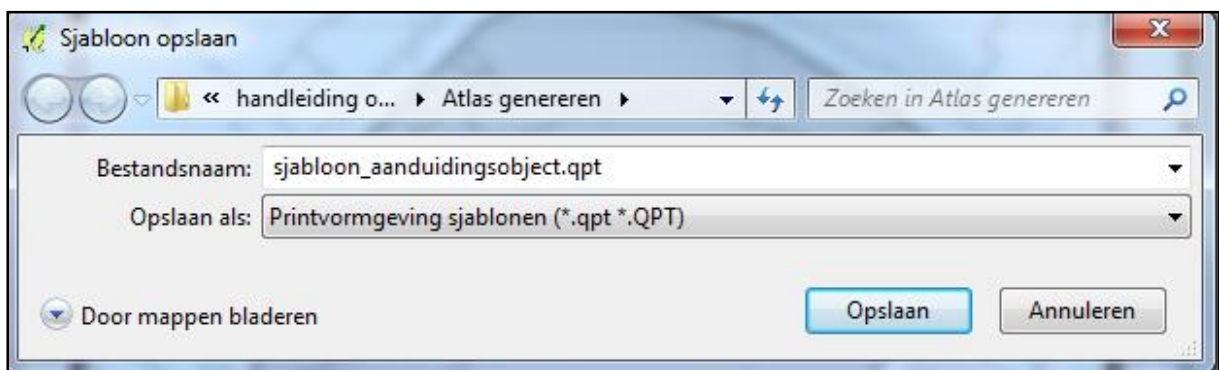 Sjabloon opslaan
« handleiding o... Atlas genereren Zoeken in Atlas genereren
Bestandsnaam: sjabloon_aanduidingsobject.qpt
Opslaan als: Printvormgeving sjablonen (*.qpt *.QPT)
Door mappen bladeren Opslaan Annuleren